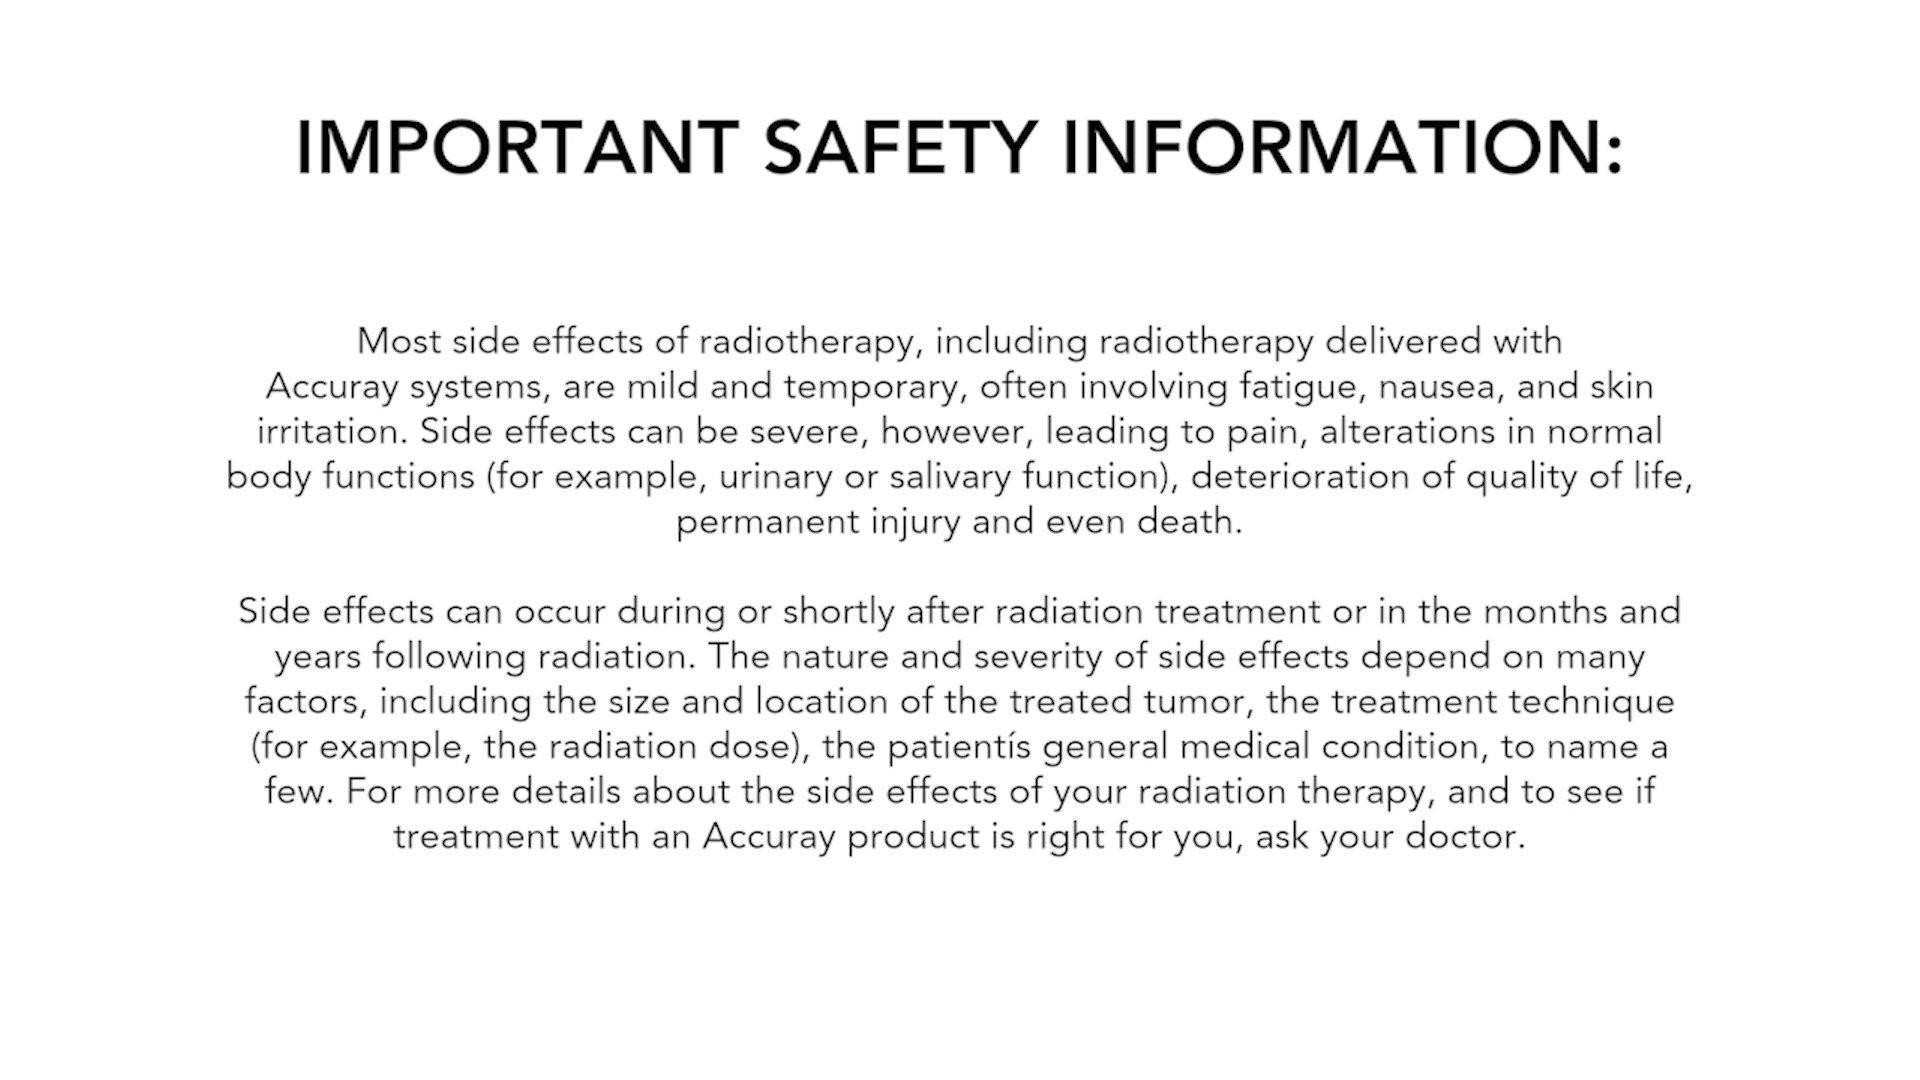 IMPORTANT SAFETY INFORMATION:
Most side effects of radiotherapy, including radiotherapy delivered with
Accuray systems, are mild and temporary, often involving fatigue, nausea, and skin
irritation. Side effects can be severe, however, leading to pain, alterations in normal
body functions (for example, urinary or salivary function), deterioration of quality of life,
permanent injury and even death.
Side effects can occur during or shortly after radiation treatment or in the months and
years following radiation. The nature and severity of side effects depend on many
factors, including the size and location of the treated tumor, the treatment technique
(for example, the radiation dose), the patientís general medical condition, to name a
few. For more details about the side effects of your radiation therapy, and to see if
treatment with an Accuray product is right for you, ask your doctor.